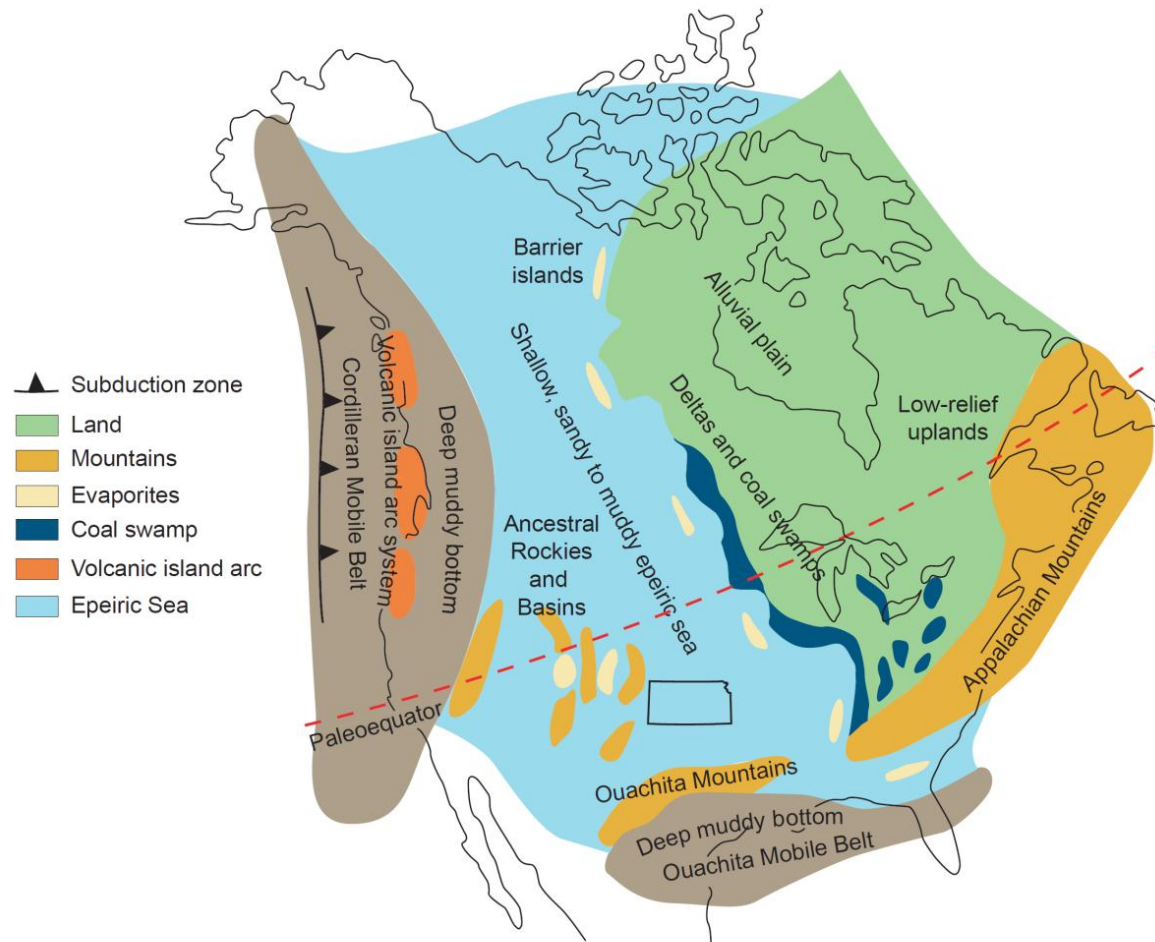 Subduction zone
Land
Mountains
Evaporites
Coal swamp
Volcanic island arc
Epeiric Sea
Barrier
islands
Alluvial plain
Shallow, sandy to muddy epeiric sea
Deltas and coal swamps
Low-relief
uplands
Volcanic island arc system
Cordilleran Mobile Belt
Deep muddy bottom
Ancestral
Rockies
and
Basins
Appalachian Mountains
Paleoequator
Ouachita Mountains
Deep muddy bottom
Ouachita Mobile Belt